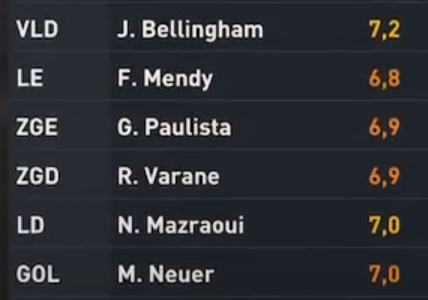 VLD J. Bellingham 7,2
LE F. Mendy 6,8
ZGE G. Paulista 6,9
ZGD R. Varane 6,9
LD N. Mazraoui 7,0
GOL M. Neuer 7,0